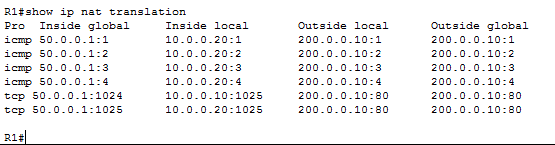 R1#show ip nat translation
Pro  Inside global     Inside local       Outside local      Outside global
icmp 50.0.0.1:1        10.0.0.20:1        200.0.0.10:1       200.0.0.10:1
icmp 50.0.0.1:2        10.0.0.20:2        200.0.0.10:2       200.0.0.10:2
icmp 50.0.0.1:3        10.0.0.20:3        200.0.0.10:3       200.0.0.10:3
icmp 50.0.0.1:4        10.0.0.20:4        200.0.0.10:4       200.0.0.10:4
tcp 50.0.0.1:1024      10.0.0.10:1025     200.0.0.10:80      200.0.0.10:80
tcp 50.0.0.1:1025      10.0.0.20:1025     200.0.0.10:80      200.0.0.10:80
R1#